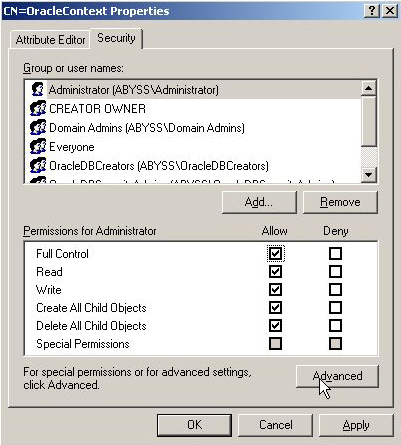 CN=OracleContext Properties
Attribute Editor Security
Group or user names:
Administrator (ABYSS\Administrator)
CREATOR OWNER
Domain Admins (ABYSS\Domain Admins)
Everyone
OracleDBCreators (ABYSS\OracleDBCreators)
Add... Remove
Permissions for Administrator Allow Deny
Full Control
Read
Write
Create All Child Objects
Delete All Child Objects
Special Permissions
For special permissions or for advanced settings,
click Advanced.
Advanced
OK Cancel Apply